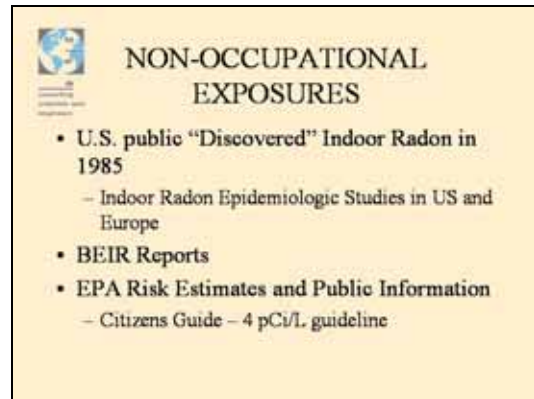 NON-OCCUPATIONAL
EXPOSURES
• U.S. public “Discovered” Indoor Radon in
1985
– Indoor Radon Epidemiologic Studies in US and
Europe
• BEIR Reports
• EPA Risk Estimates and Public Information
– Citizens Guide – 4 pCi/L guideline